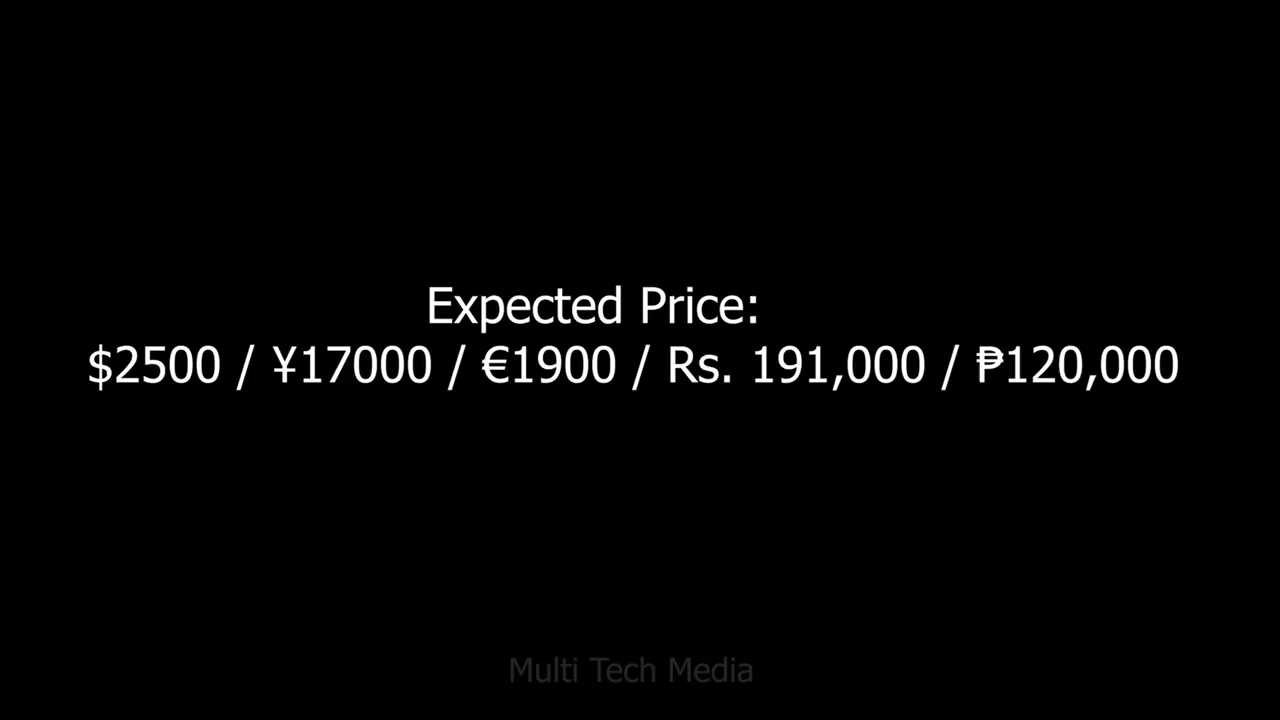 Expected Price:
$2500 / ¥17000 / €1900 / Rs. 191,000 / ₱120,000
Multi Tech Media